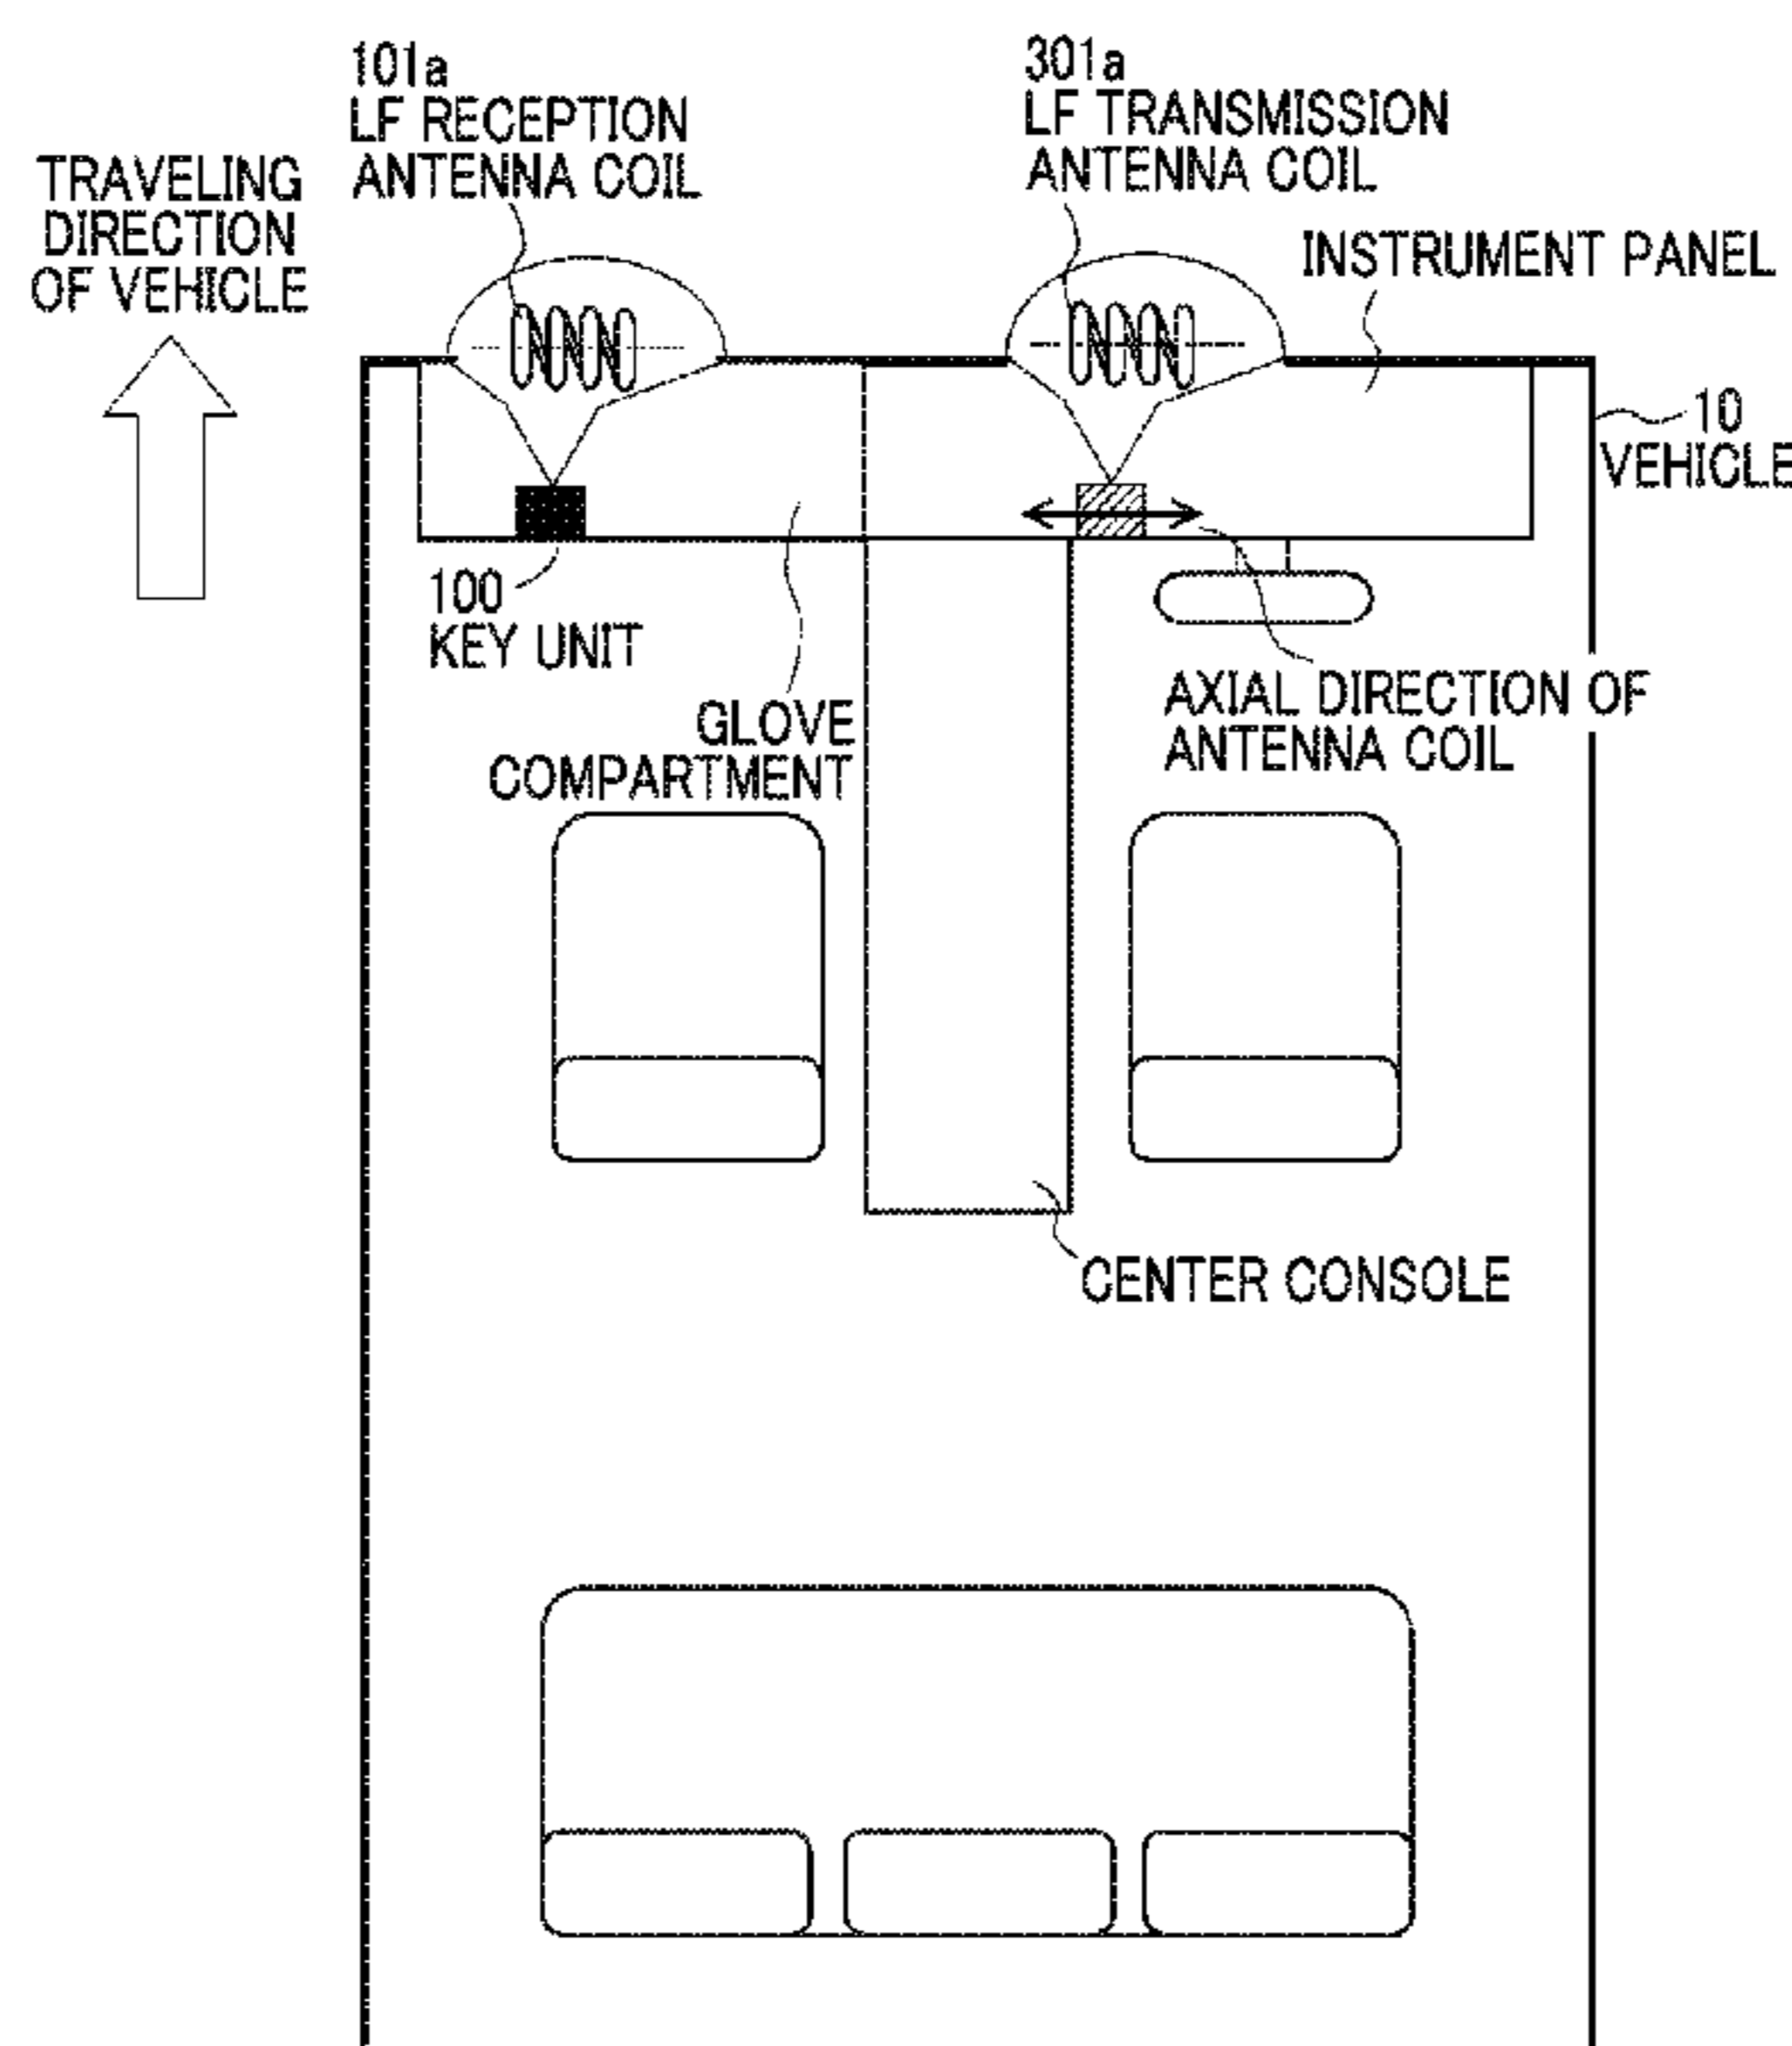 101a
LF RECEPTION
ANTENNA COIL
301a
LF TRANSMISSION
ANTENNA COIL
TRAVELING
DIRECTION
OF VEHICLE
INSTRUMENT PANEL
10
VEHICLE
100
KEY UNIT
GLOVE
COMPARTMENT
AXIAL DIRECTION OF
ANTENNA COIL
CENTER CONSOLE